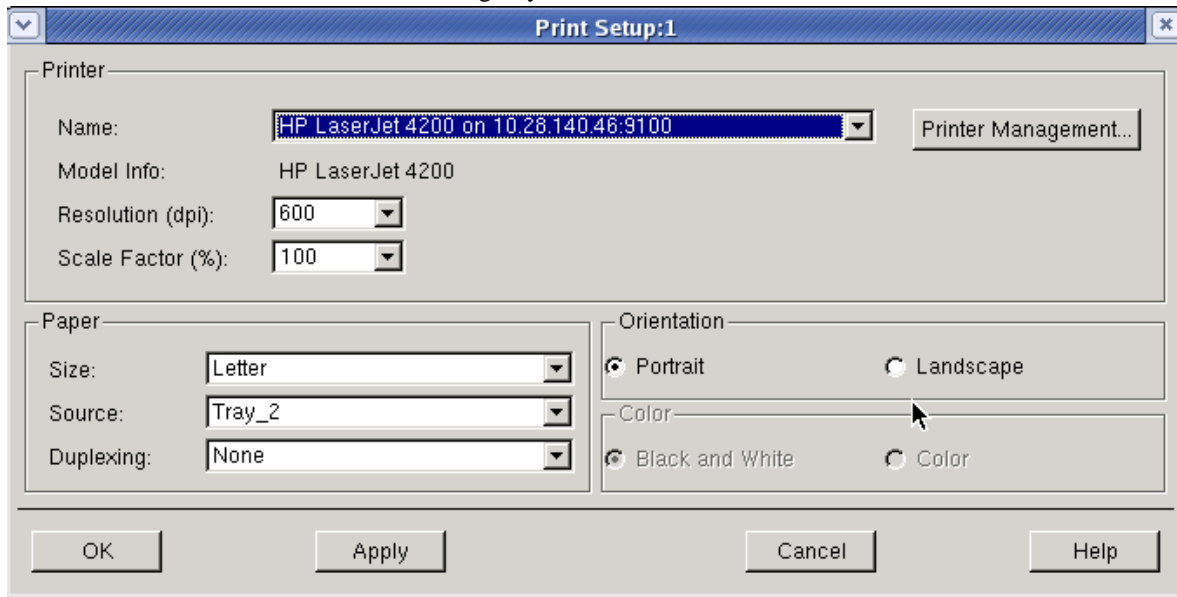 Print Setup:1
Printer
Name: HP LaserJet 4200 on 10.28.140.46:9100 Printer Management...
Model Info: HP LaserJet 4200
Resolution (dpi): 600
Scale Factor (%): 100
Paper
Size: Letter
Source: Tray_2
Duplexing: None
Orientation
Portrait Landscape
Color
Black and White Color
OK Apply Cancel Help